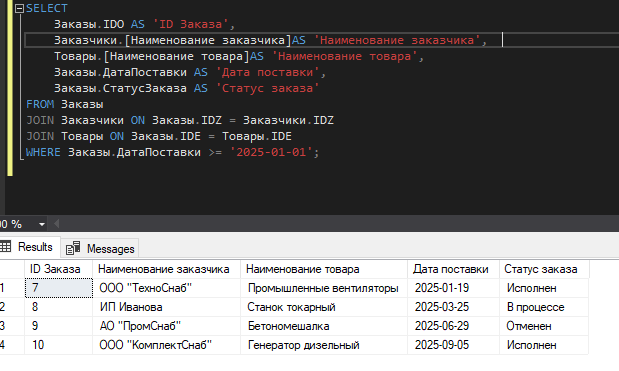 SELECT
Заказы.IDO AS 'ID Заказа',
Заказчики.[Наименование заказчика]AS 'Наименование заказчика',
Товары.[Наименование товара]AS 'Наименование товара',
Заказы.ДатаПоставки AS 'Дата поставки',
Заказы.СтатусЗаказа AS 'Статус заказа'
FROM Заказы
JOIN Заказчики ON Заказы.IDZ = Заказчики.IDZ
JOIN Товары ON Заказы.IDE = Товары.IDE
WHERE Заказы.ДатаПоставки >= '2025-01-01';
00 %
Results Messages
ID Заказа Наименование заказчика Наименование товара Дата поставки Статус заказа
1 7 ООО "ТехноСнаб" Промышленные вентиляторы 2025-01-19 Исполнен
2 8 ИП Иванова Станок токарный 2025-03-25 В процессе
3 9 АО "ПромСнаб" Бетономешалка 2025-06-29 Отменен
4 10 ООО "КомплектСнаб" Генератор дизельный 2025-09-05 Исполнен